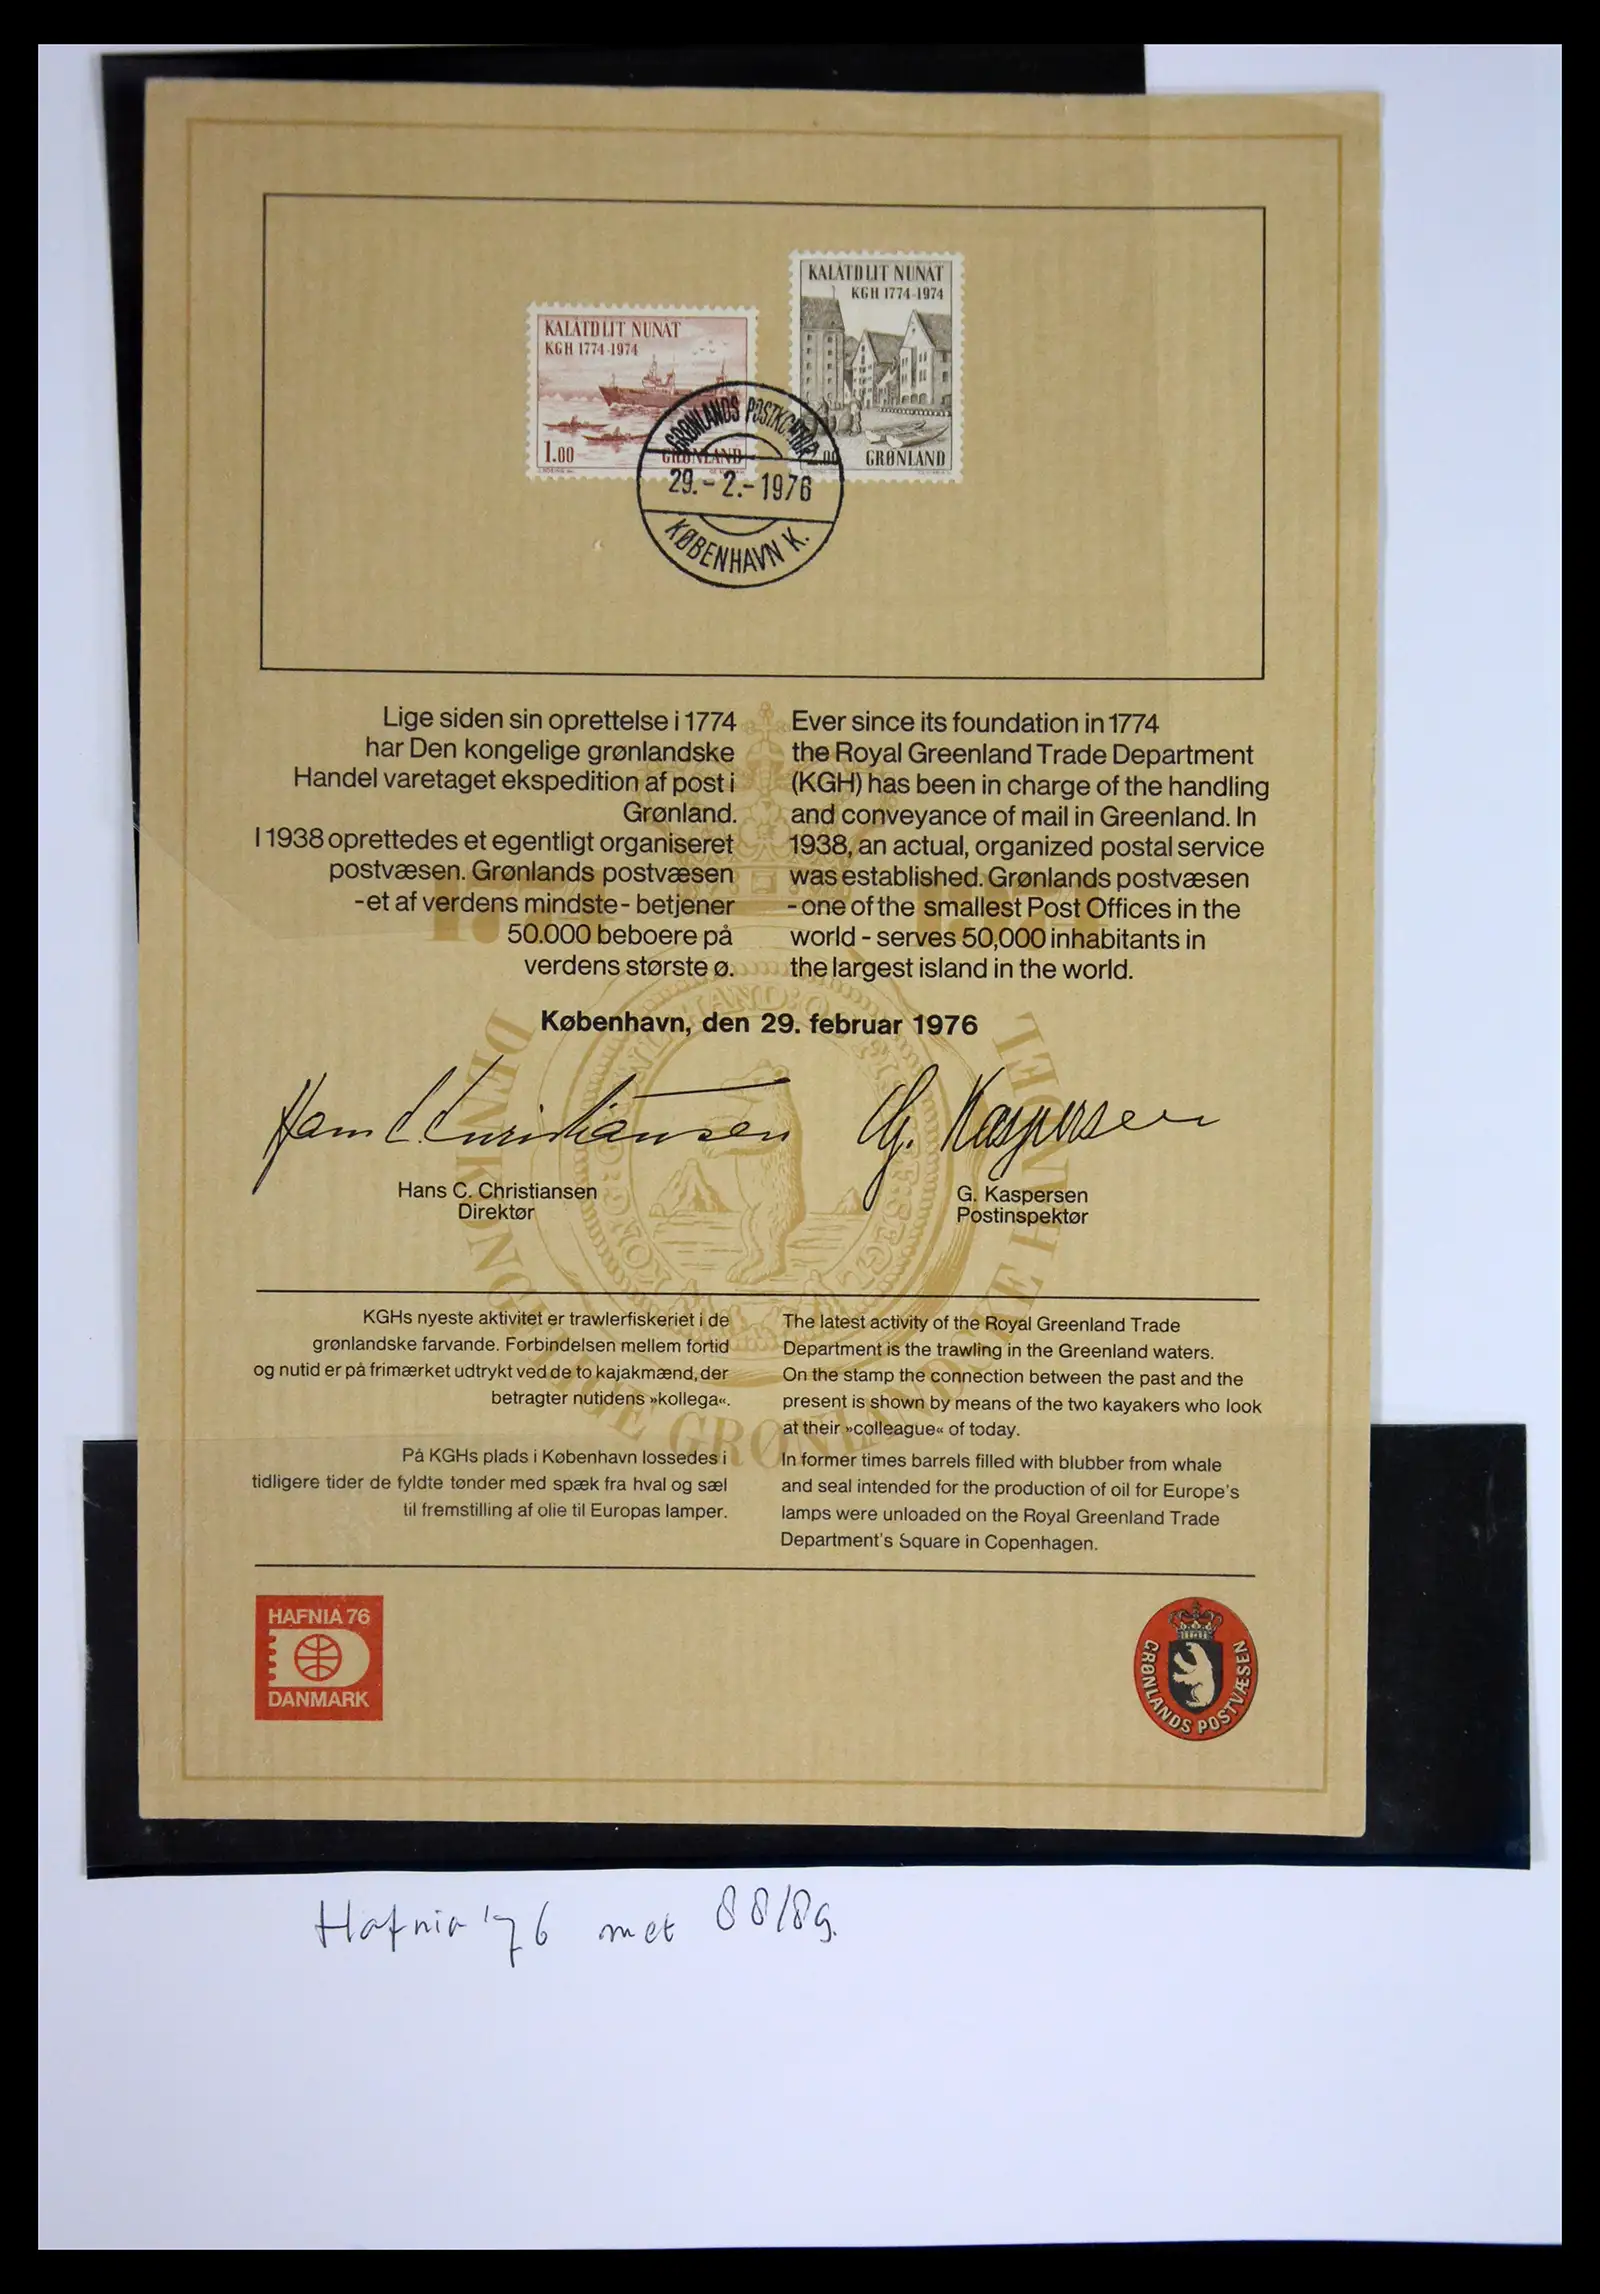 KALÂTDLIT NUNÂT
KGH 1774-1974
1.00
GRØNLAND
KALÂTDLIT NUNÂT
KGH 1774-1974
2.00
GRØNLAND
GRØNLANDS POSTKONTOR
29.-2.-1976
KØBENHAVN K.
Lige siden sin oprettelse i 1774
har Den kongelige grønlandske
Handel varetaget ekspedition af post i
Grønland.
I 1938 oprettedes et egentligt organiseret
postvæsen. Grønlands postvæsen
- et af verdens mindste - betjener
50.000 beboere på
verdens største ø.
Ever since its foundation in 1774
the Royal Greenland Trade Department
(KGH) has been in charge of the handling
and conveyance of mail in Greenland. In
1938, an actual, organized postal service
was established. Grønlands postvæsen
- one of the smallest Post Offices in the
world - serves 50,000 inhabitants in
the largest island in the world.
København, den 29. februar 1976
Hans C. Christiansen
G. Kaspersen
Hans C. Christiansen
Direktør
G. Kaspersen
Postinspektør
DEN KONGELIGE GRØNLANDSKE HANDEL
KGHs nyeste aktivitet er trawlerfiskeriet i de
grønlandske farvande. Forbindelsen mellem fortid
og nutid er på frimærket udtrykt ved de to kajakmænd, der
betragter nutidens »kollega«.
På KGHs plads i København lossedes i
tidligere tider de fyldte tønder med spæk fra hval og sæl
til fremstilling af olie til Europas lamper.
The latest activity of the Royal Greenland Trade
Department is the trawling in the Greenland waters.
On the stamp the connection between the past and the
present is shown by means of the two kayakers who look
at their »colleague« of today.
In former times barrels filled with blubber from whale
and seal intended for the production of oil for Europe's
lamps were unloaded on the Royal Greenland Trade
Department's Square in Copenhagen.
HAFNIA 76
DANMARK
GRØNLANDS POSTVÆSEN
Hafnia '76 met 88/89.